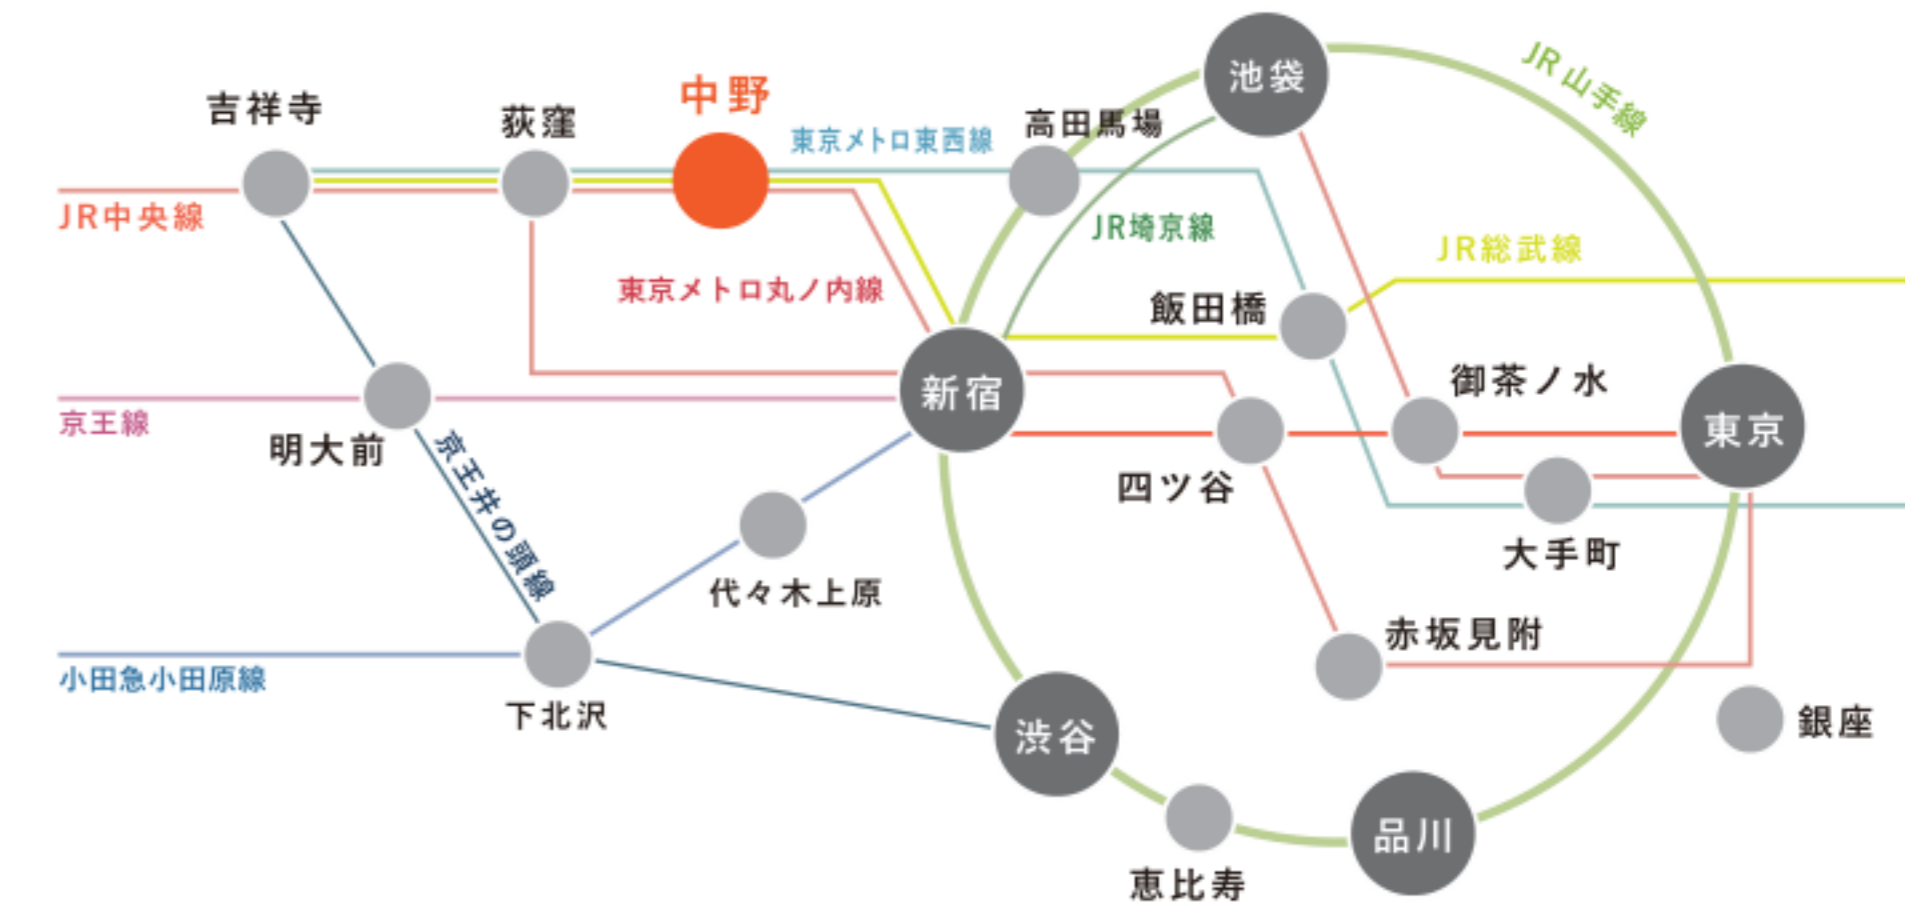 池袋
JR山手線
中野
吉祥寺
荻窪
高田馬場
東京メトロ東西線
JR中央線
JR埼京線
JR総武線
東京メトロ丸ノ内線
飯田橋
御茶ノ水
新宿
京王線
明大前
東京
京王井の頭線
四ツ谷
大手町
代々木上原
赤坂見附
小田急小田原線
下北沢
渋谷
銀座
品川
恵比寿